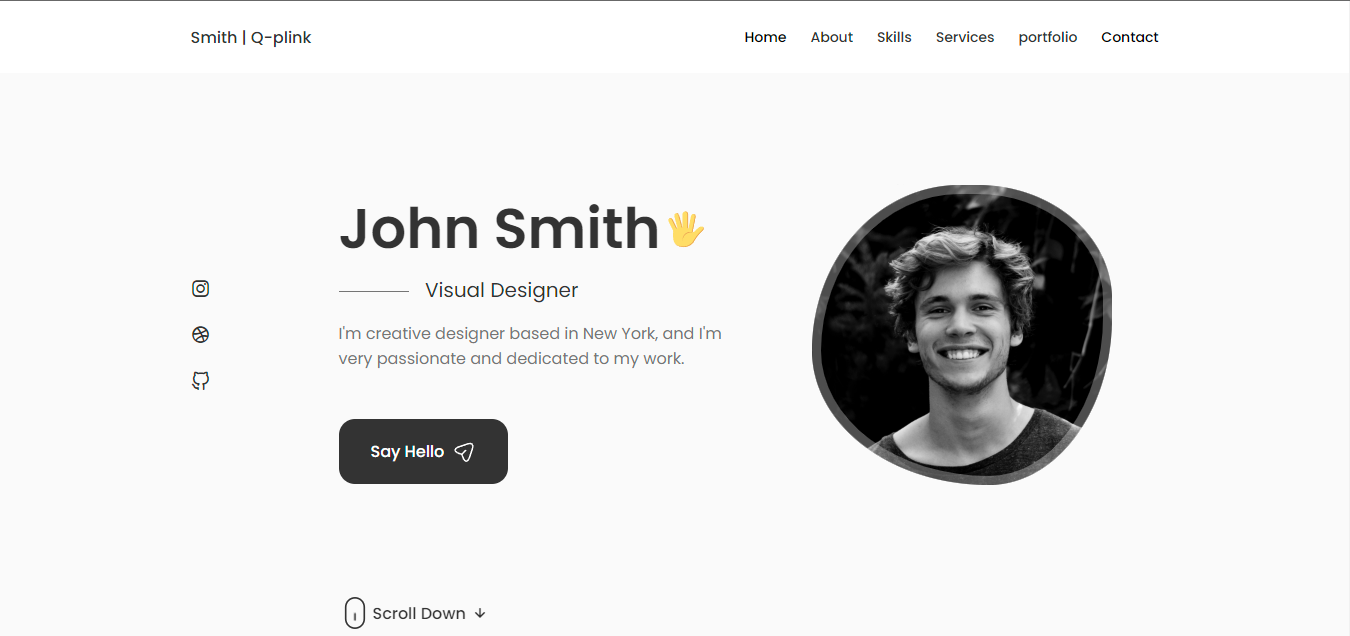 Smith | Q-plink
Home About Skills Services portfolio Contact
John Smith🖐
Visual Designer
I'm creative designer based in New York, and I'm
very passionate and dedicated to my work.
Say Hello
Scroll Down ↓